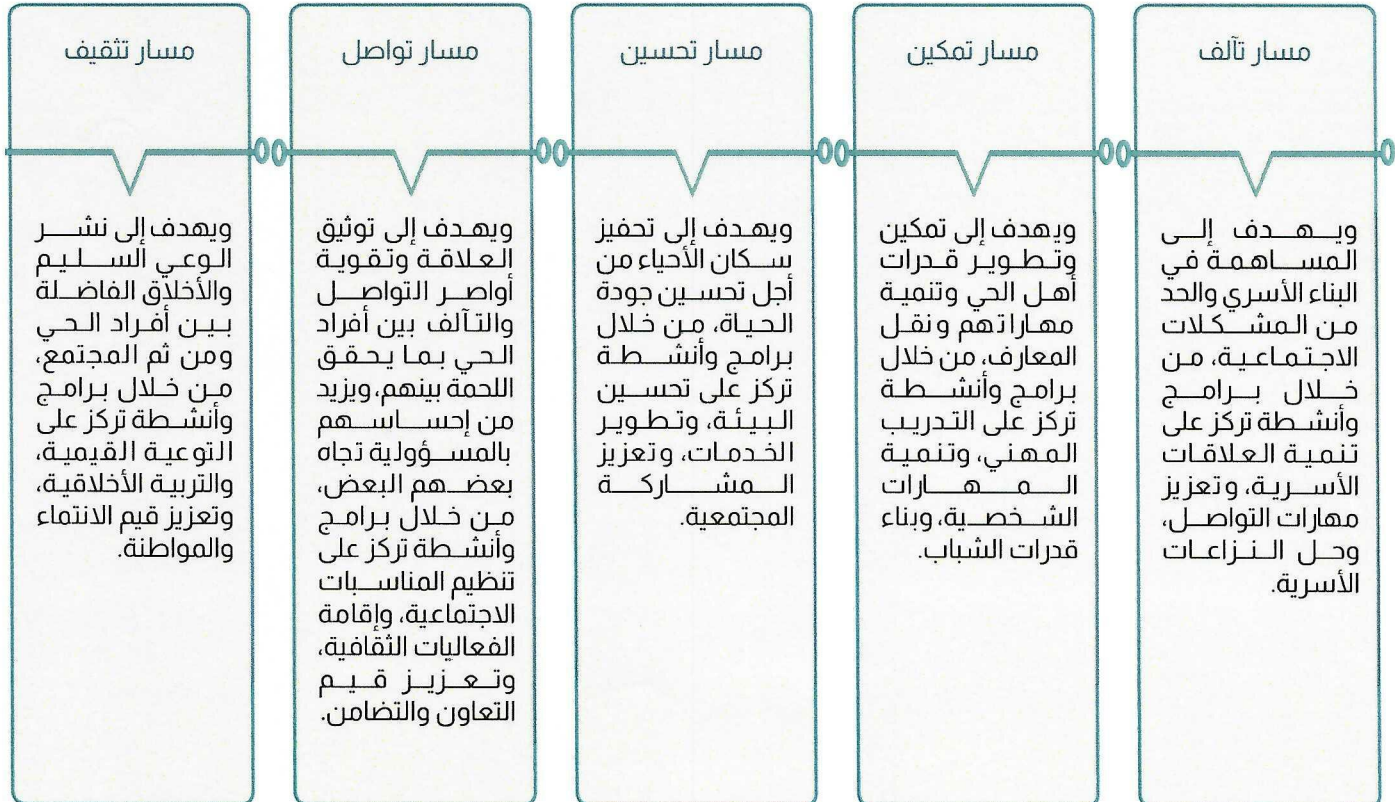 مسار تآلف
ويهدف إلى
المساهمة في
البناء الأسري والحد
من المشكلات
الاجتماعية، من
خلال برامج
وأنشطة تركز على
تنمية العلاقات
الأسرية، وتعزيز
مهارات التواصل،
وحل النزاعات
الأسرية.
مسار تمكين
ويهدف إلى تمكين
وتطوير قدرات
أهل الحي وتنمية
مهاراتهم ونقل
المعارف، من خلال
برامج وأنشطة
تركز على التدريب
المهني، وتنمية
المهارات
الشخصية، وبناء
قدرات الشباب.
مسار تحسين
ويهدف إلى تحفيز
سكان الأحياء من
أجل تحسين جودة
الحياة، من خلال
برامج وأنشطة
تركز على تحسين
البيئة، وتطوير
الخدمات، وتعزيز
المشاركة
المجتمعية.
مسار تواصل
ويهدف إلى توثيق
العلاقة وتقوية
أواصر التواصل
والتآلف بين أفراد
الحي بما يحقق
اللحمة بينهم، ويزيد
من إحساسهم
بالمسؤولية تجاه
بعضهم البعض،
من خلال برامج
وأنشطة تركز على
تنظيم المناسبات
الاجتماعية، وإقامة
الفعاليات الثقافية،
وتعزيز قيم
التعاون والتضامن.
مسار تثقيف
ويهدف إلى نشر
الوعي السليم
والأخلاق الفاضلة
بين أفراد الحي
ومن ثم المجتمع،
من خلال برامج
وأنشطة تركز على
التوعية القيمية،
والتربية الأخلاقية،
وتعزيز قيم الانتماء
والمواطنة.